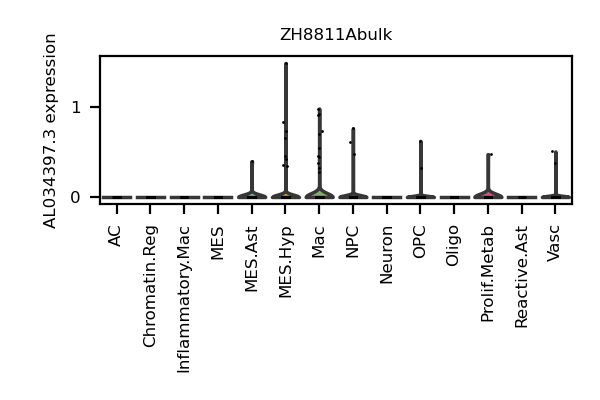 ZH8811Abulk
AL034397.3 expression
1
0
AC
Chromatin.Reg
Inflammatory.Mac
MES
MES.Ast
MES.Hyp
Mac
NPC
Neuron
OPC
Oligo
Prolif.Metab
Reactive.Ast
Vasc